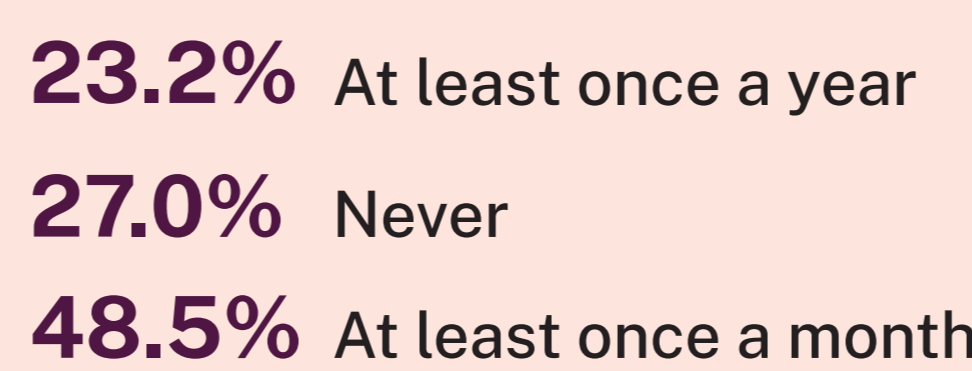 23.2% At least once a year
27.0% Never
48.5% At least once a month